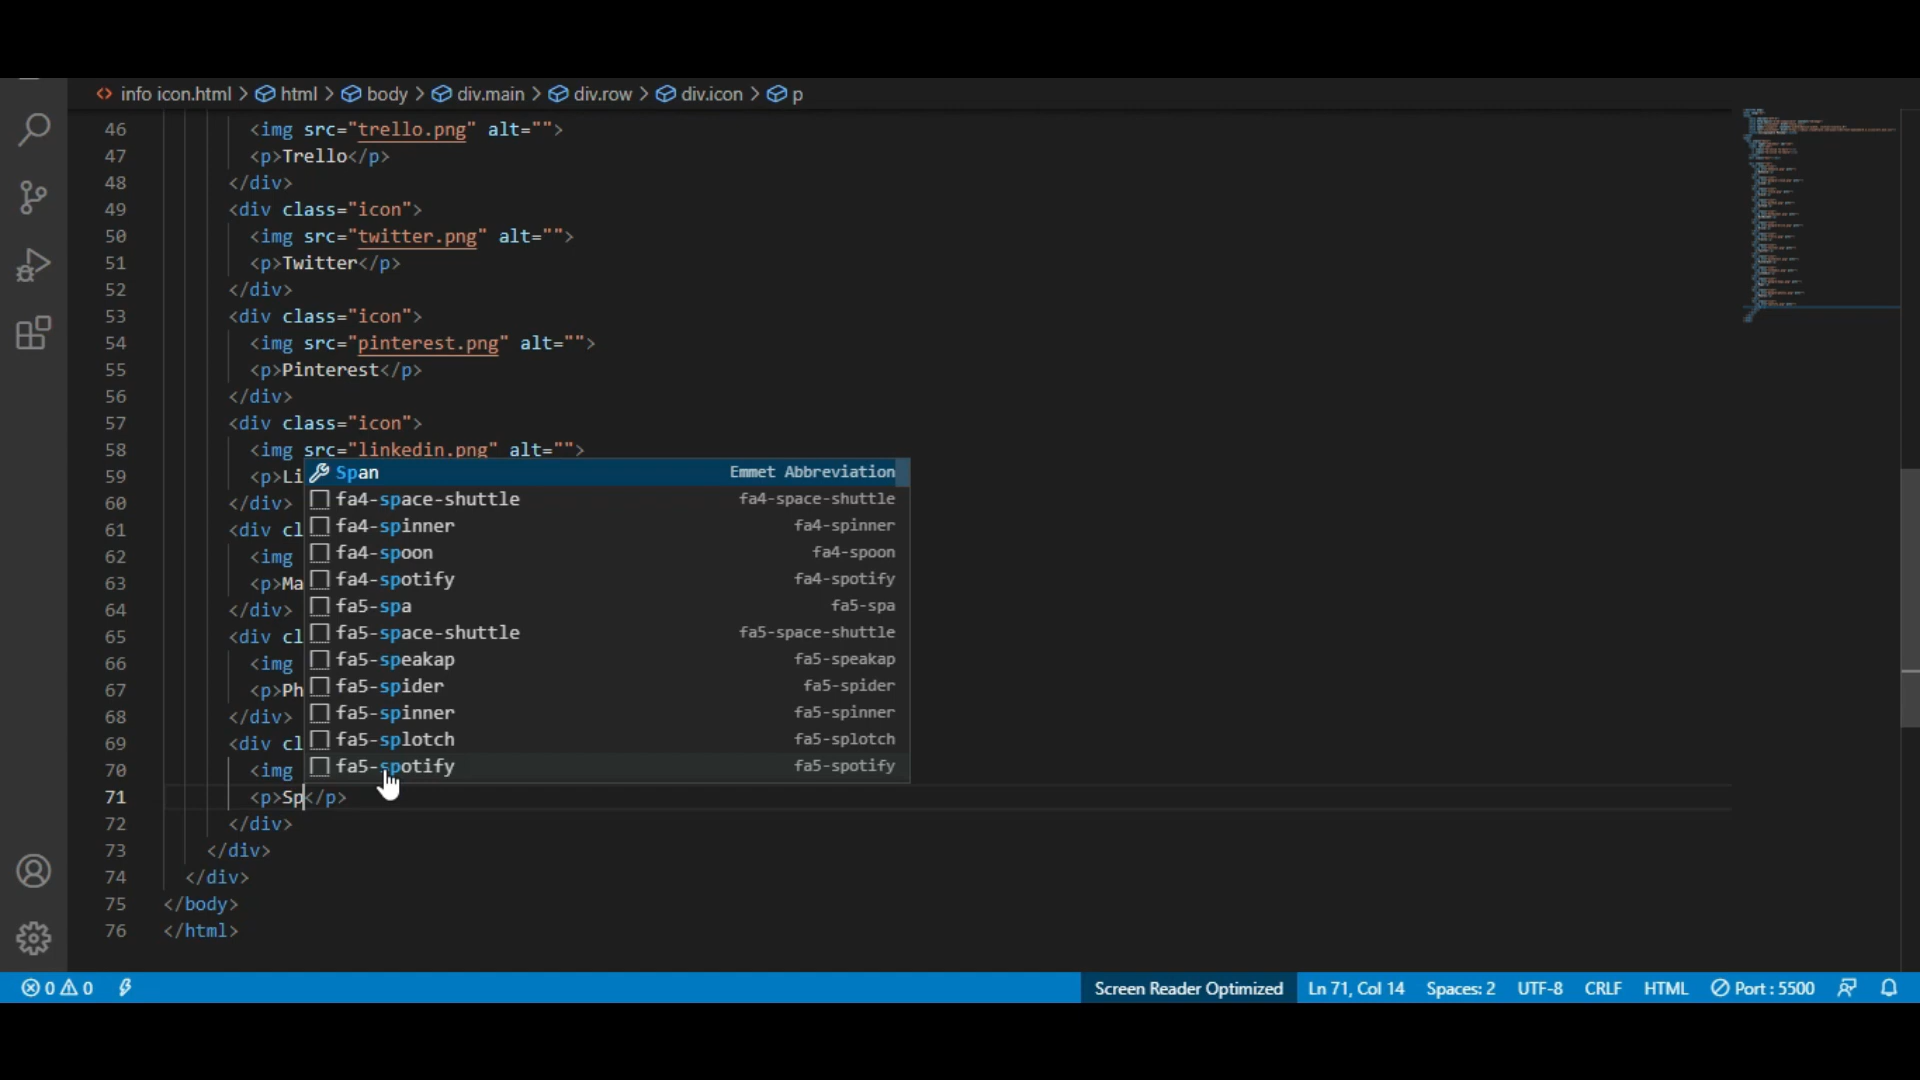 info icon.html > html > body > div.main > div.row > div.icon > p
46 <img src="trello.png" alt="">
47 <p>Trello</p>
48 </div>
49 <div class="icon">
50 <img src="twitter.png" alt="">
51 <p>Twitter</p>
52 </div>
53 <div class="icon">
54 <img src="pinterest.png" alt="">
55 <p>Pinterest</p>
56 </div>
57 <div class="icon">
58 <img src="linkedin.png" alt="">
59 <p>Li
Span Emmet Abbreviation
60 </div>
fa4-space-shuttle fa4-space-shuttle
61 <div cl
fa4-spinner fa4-spinner
62 <img
fa4-spoon fa4-spoon
63 <p>Ma
fa4-spotify fa4-spotify
64 </div>
fa5-spa fa5-spa
65 <div cl
fa5-space-shuttle fa5-space-shuttle
66 <img
fa5-speakap fa5-speakap
67 <p>Ph
fa5-spider fa5-spider
68 </div>
fa5-spinner fa5-spinner
69 <div cl
fa5-splotch fa5-splotch
70 <img
fa5-spotify fa5-spotify
71 <p>Sp</p>
72 </div>
73 </div>
74 </div>
75 </body>
76 </html>
0 0 Screen Reader Optimized Ln 71, Col 14 Spaces: 2 UTF-8 CRLF HTML Port : 5500